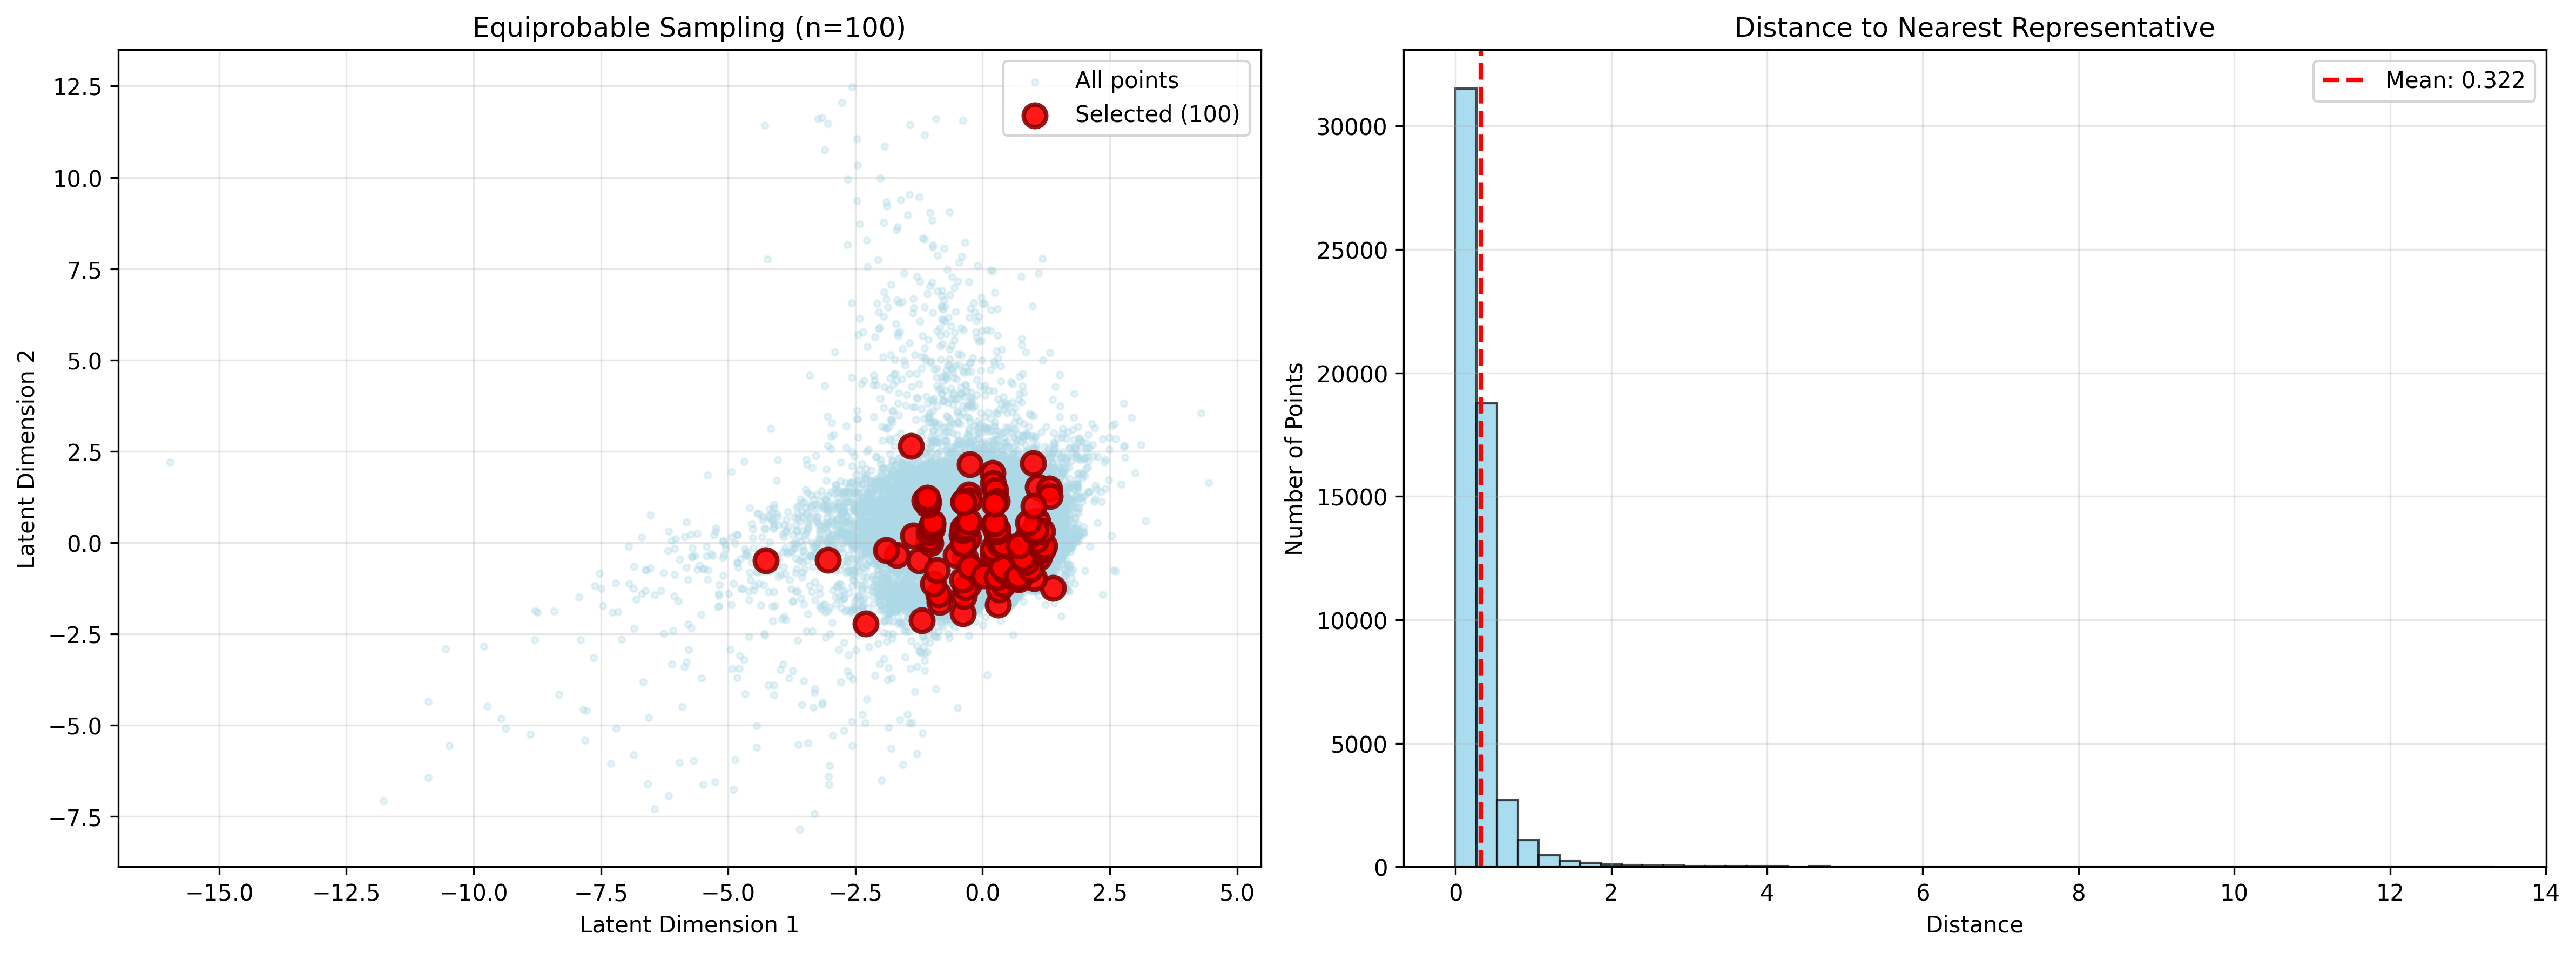 Equiprobable Sampling (n=100)
All points
Selected (100)
12.5
10.0
7.5
5.0
2.5
0.0
−2.5
−5.0
−7.5
Latent Dimension 2
−15.0 −12.5 −10.0 −7.5 −5.0 −2.5 0.0 2.5 5.0
Latent Dimension 1
Distance to Nearest Representative
Mean: 0.322
30000
25000
20000
15000
10000
5000
0
Number of Points
0 2 4 6 8 10 12 14
Distance